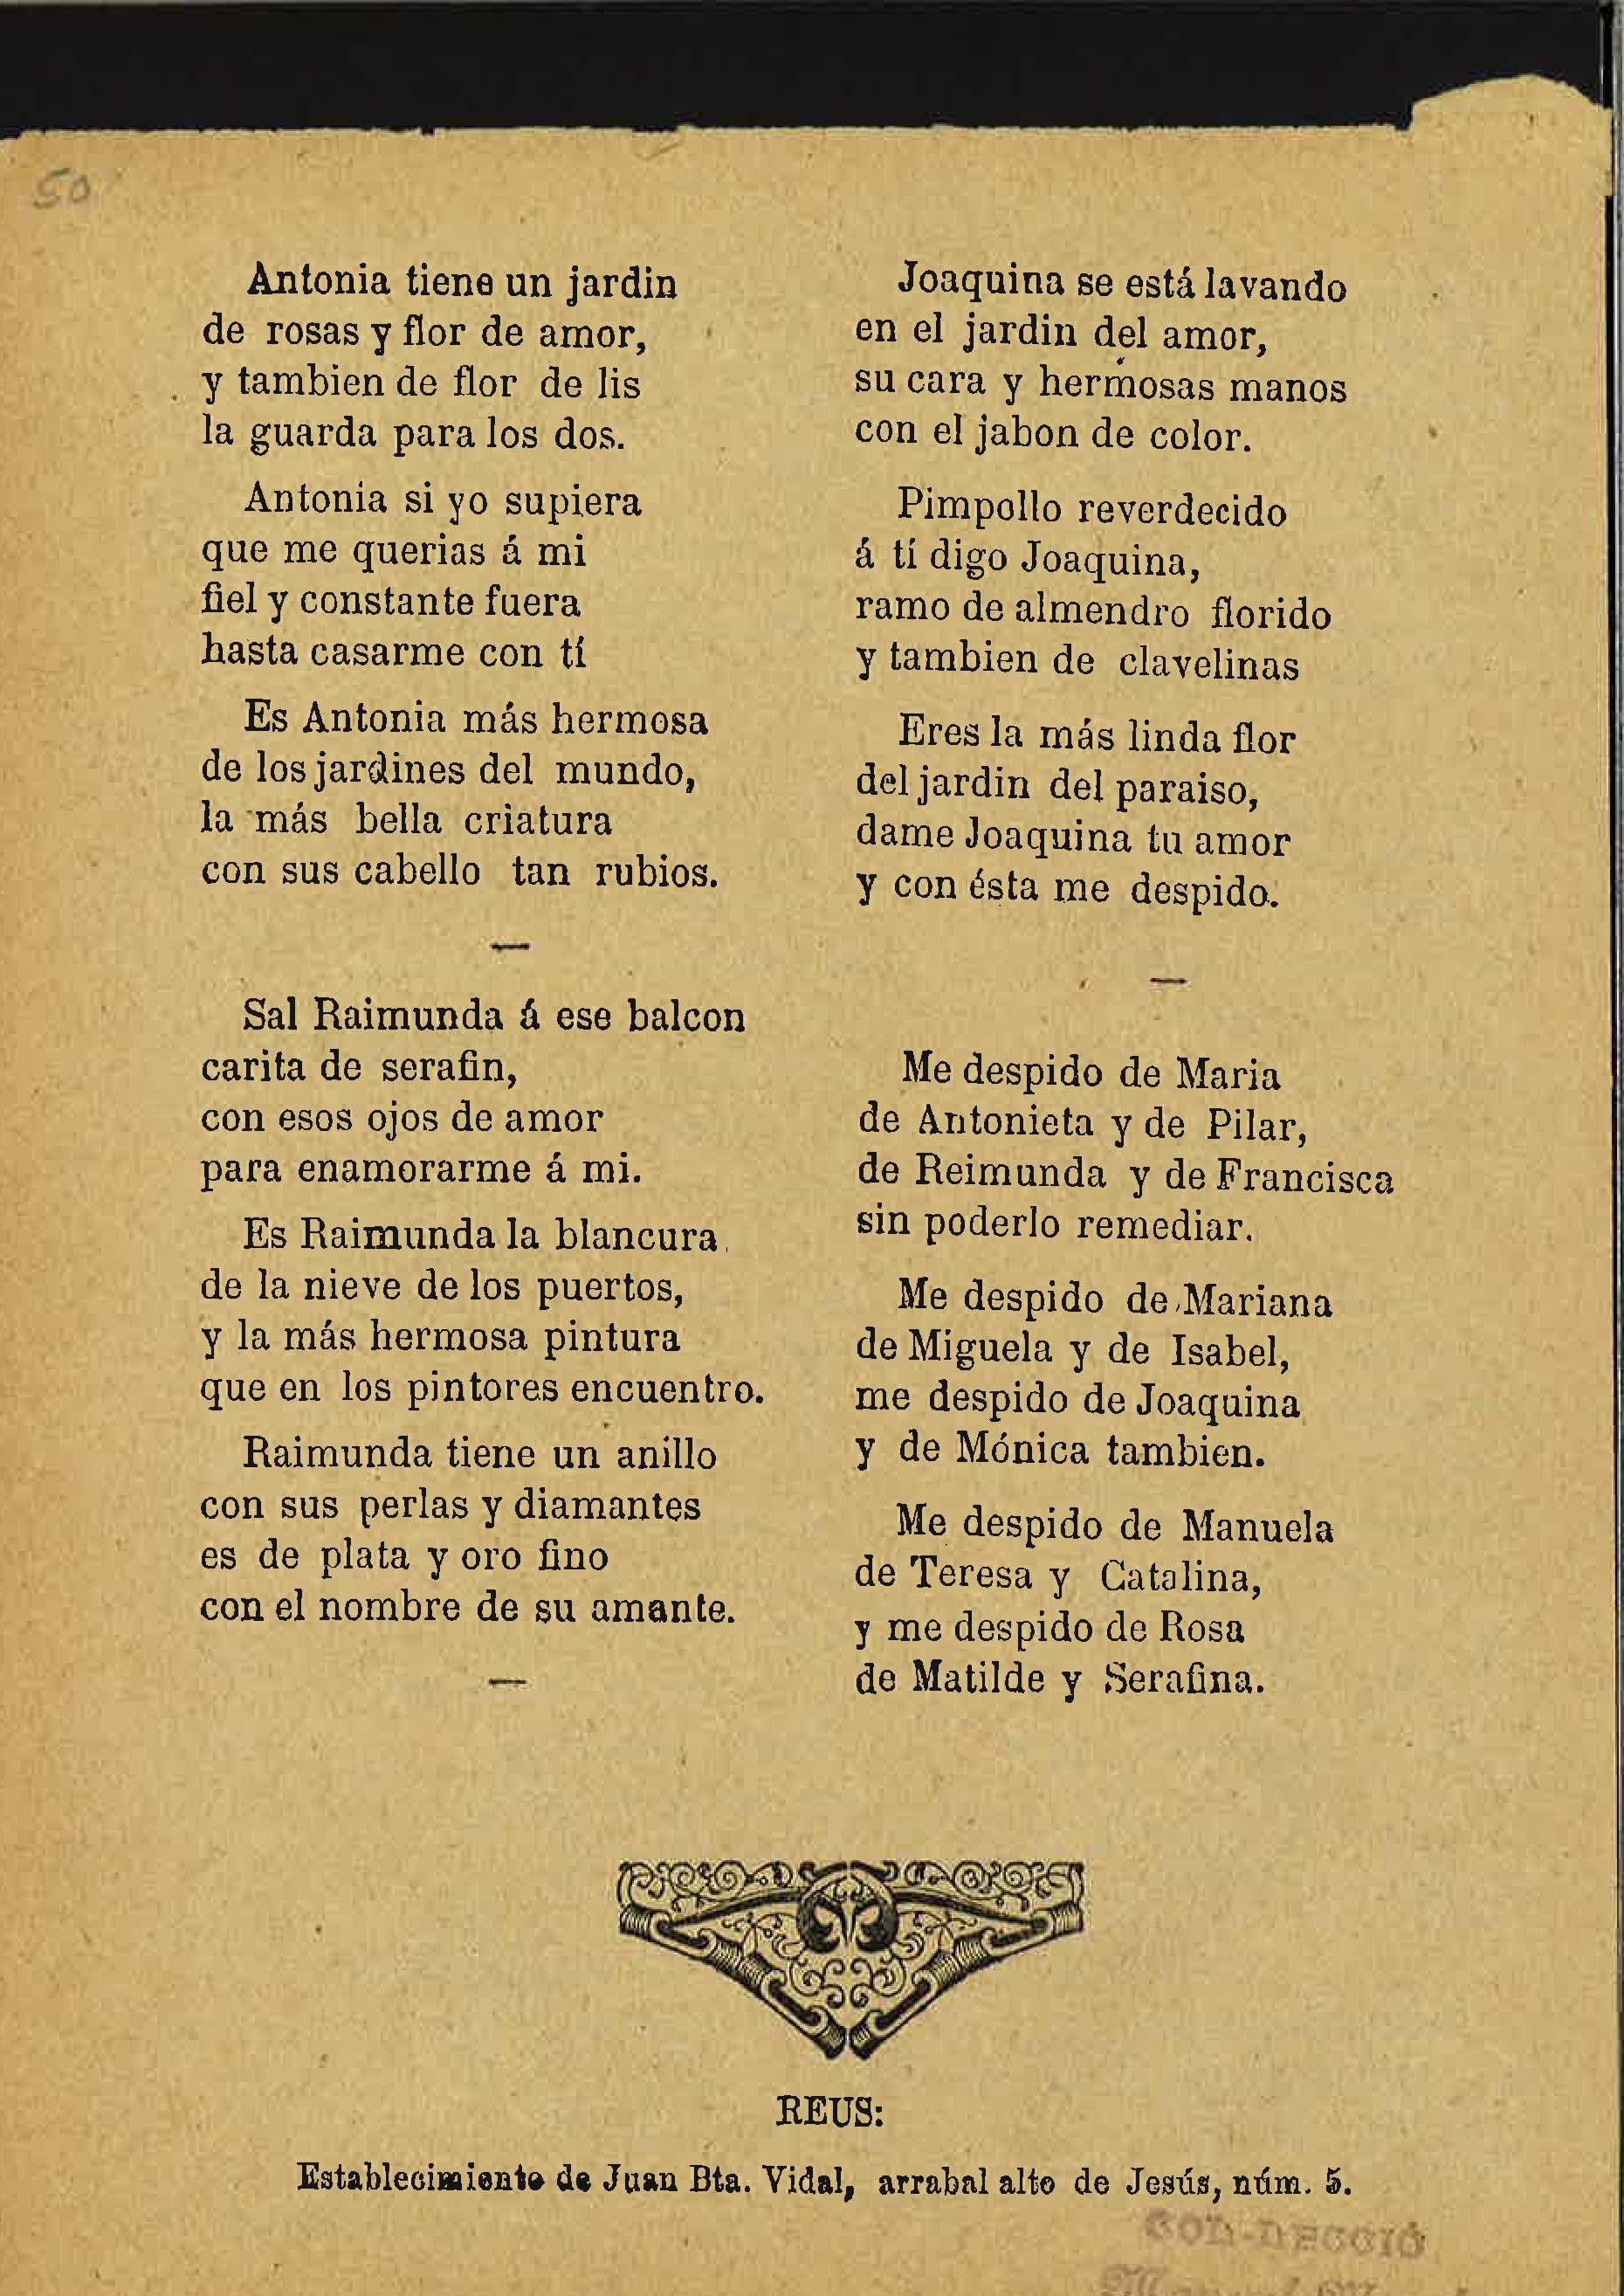 50
Antonia tiene un jardin
de rosas y flor de amor,
y tambien de flor de lis
la guarda para los dos.
Antonia si yo supiera
que me querias á mi
fiel y constante fuera
hasta casarme con tí
Es Antonia más hermosa
de los jardines del mundo,
la más bella criatura
con sus cabello tan rubios.
—
Sal Raimunda á ese balcon
carita de serafin,
con esos ojos de amor
para enamorarme á mi.
Es Raimunda la blancura
de la nieve de los puertos,
y la más hermosa pintura
que en los pintores encuentro.
Raimunda tiene un anillo
con sus perlas y diamantes
es de plata y oro fino
con el nombre de su amante.
—
Joaquina se está lavando
en el jardin del amor,
su cara y hermosas manos
con el jabon de color.
Pimpollo reverdecido
á tí digo Joaquina,
ramo de almendro florido
y tambien de clavelinas
Eres la más linda flor
del jardin del paraiso,
dame Joaquina tu amor
y con ésta me despido.
—
Me despido de Maria
de Antonieta y de Pilar,
de Reimunda y de Francisca
sin poderlo remediar.
Me despido de Mariana
de Miguela y de Isabel,
me despido de Joaquina
y de Mónica tambien.
Me despido de Manuela
de Teresa y Catalina,
y me despido de Rosa
de Matilde y Serafina.
REUS:
Establecimiento de Juan Bta. Vidal, arrabal alto de Jesús, núm. 5.
COL-LECCIÓ